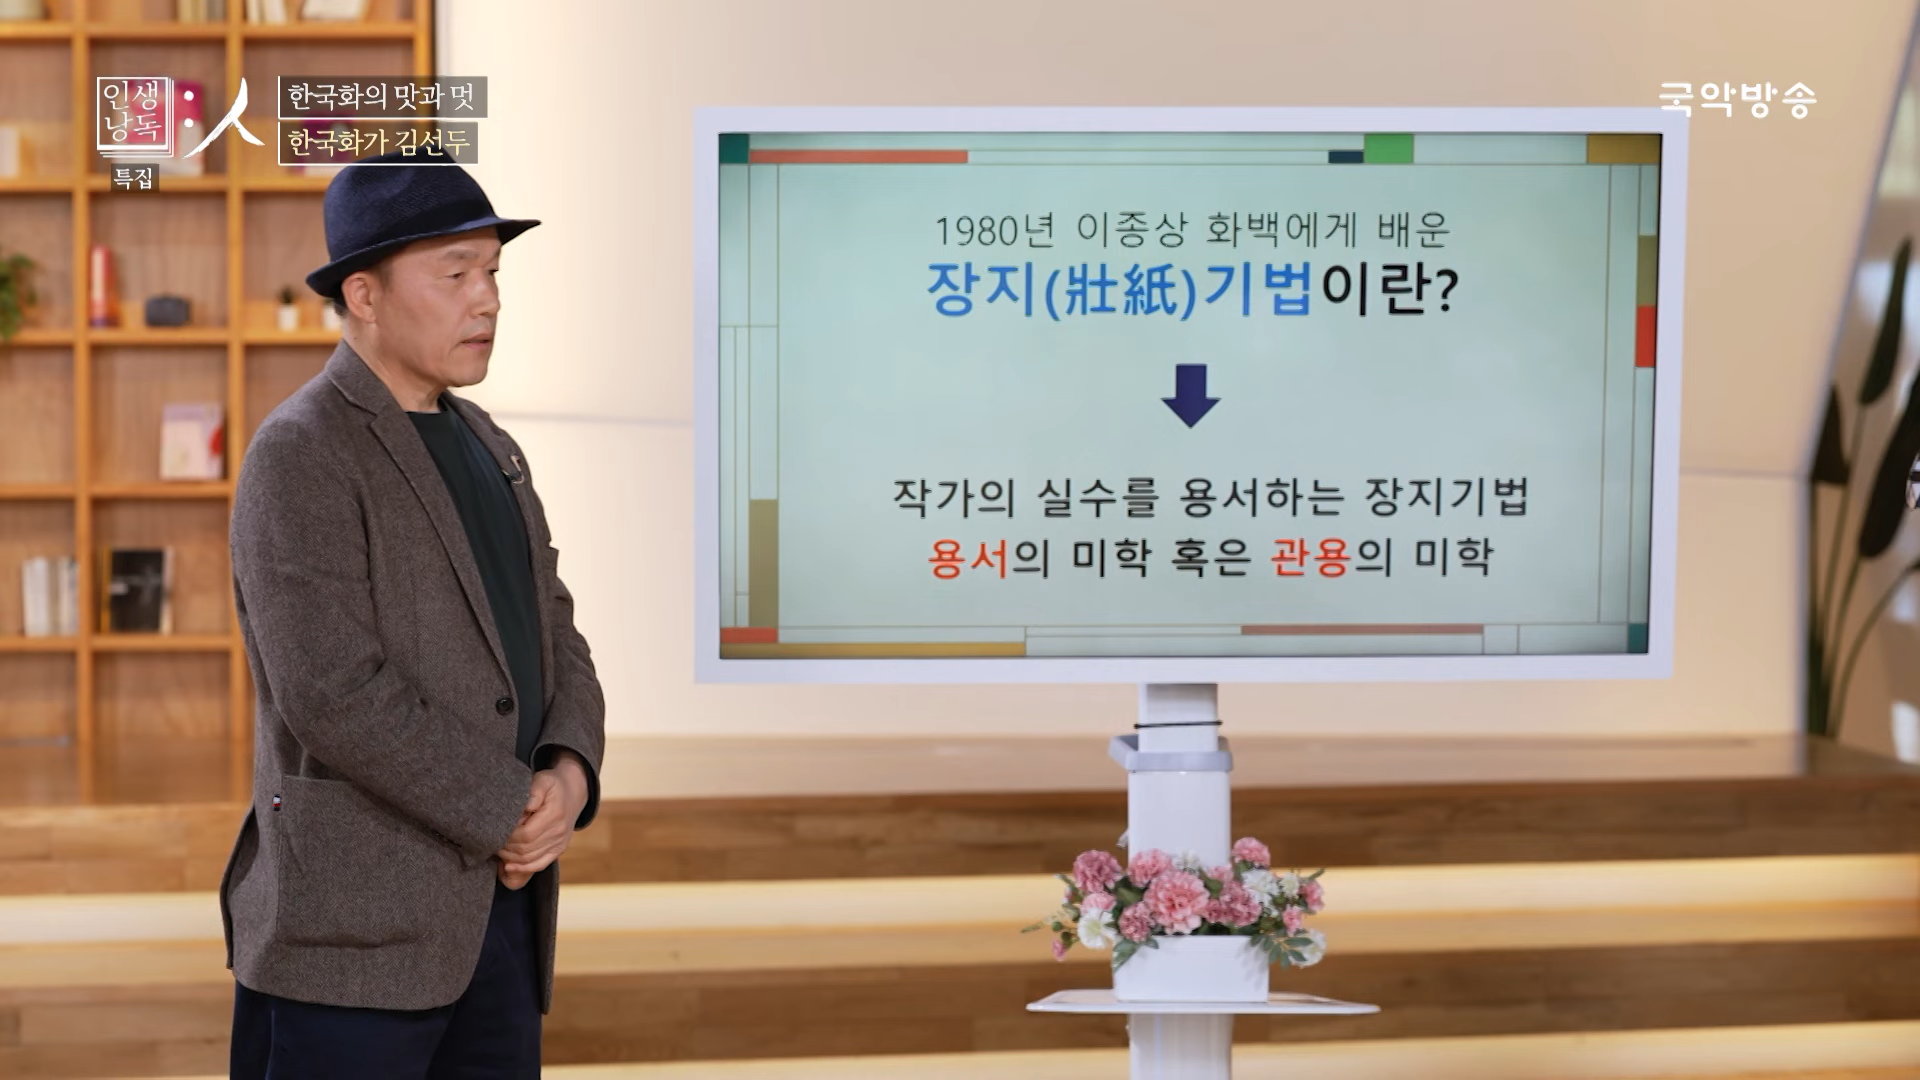 인생
낭독
:人
특집
한국화의 맛과 멋
한국화가 김선두
국악방송
1980년 이종상 화백에게 배운
장지(壯紙)기법이란?
작가의 실수를 용서하는 장지기법
용서의 미학 혹은 관용의 미학